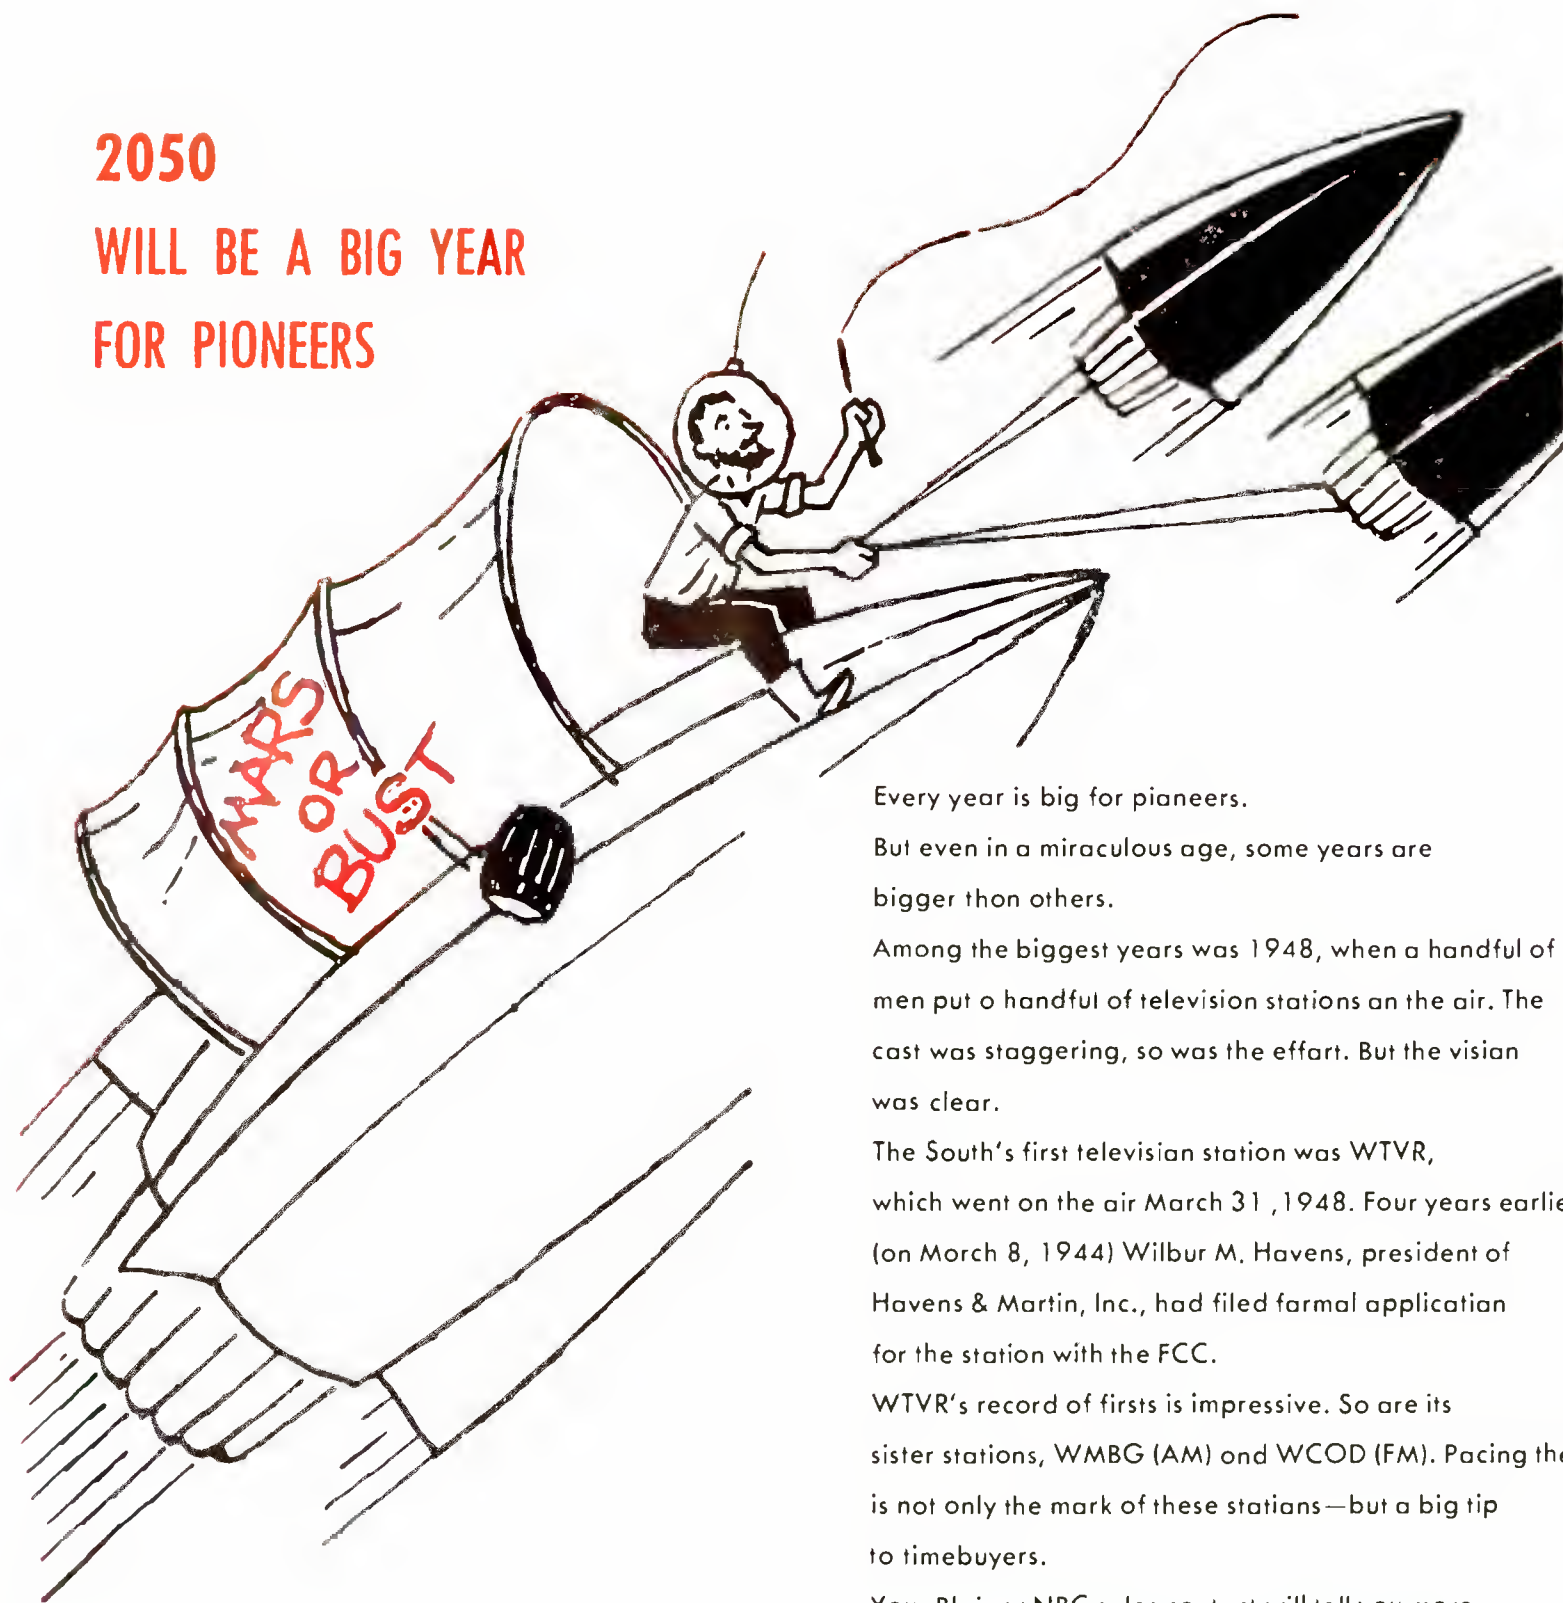 2050
WILL BE A BIG YEAR
FOR PIONEERS
MARS
OR
BUST
Every year is big for pioneers.
But even in a miraculous age, some years are
bigger than others.
Among the biggest years was 1948, when a handful of
men put a handful of television stations on the air. The
cost was staggering, so was the effort. But the vision
was clear.
The South's first television station was WTVR,
which went on the air March 31, 1948. Four years earlie
(on March 8, 1944) Wilbur M. Havens, president of
Havens & Martin, Inc., had filed formal application
for the station with the FCC.
WTVR's record of firsts is impressive. So are its
sister stations, WMBG (AM) and WCOD (FM). Pacing the
is not only the mark of these stations—but a big tip
to timebuyers.